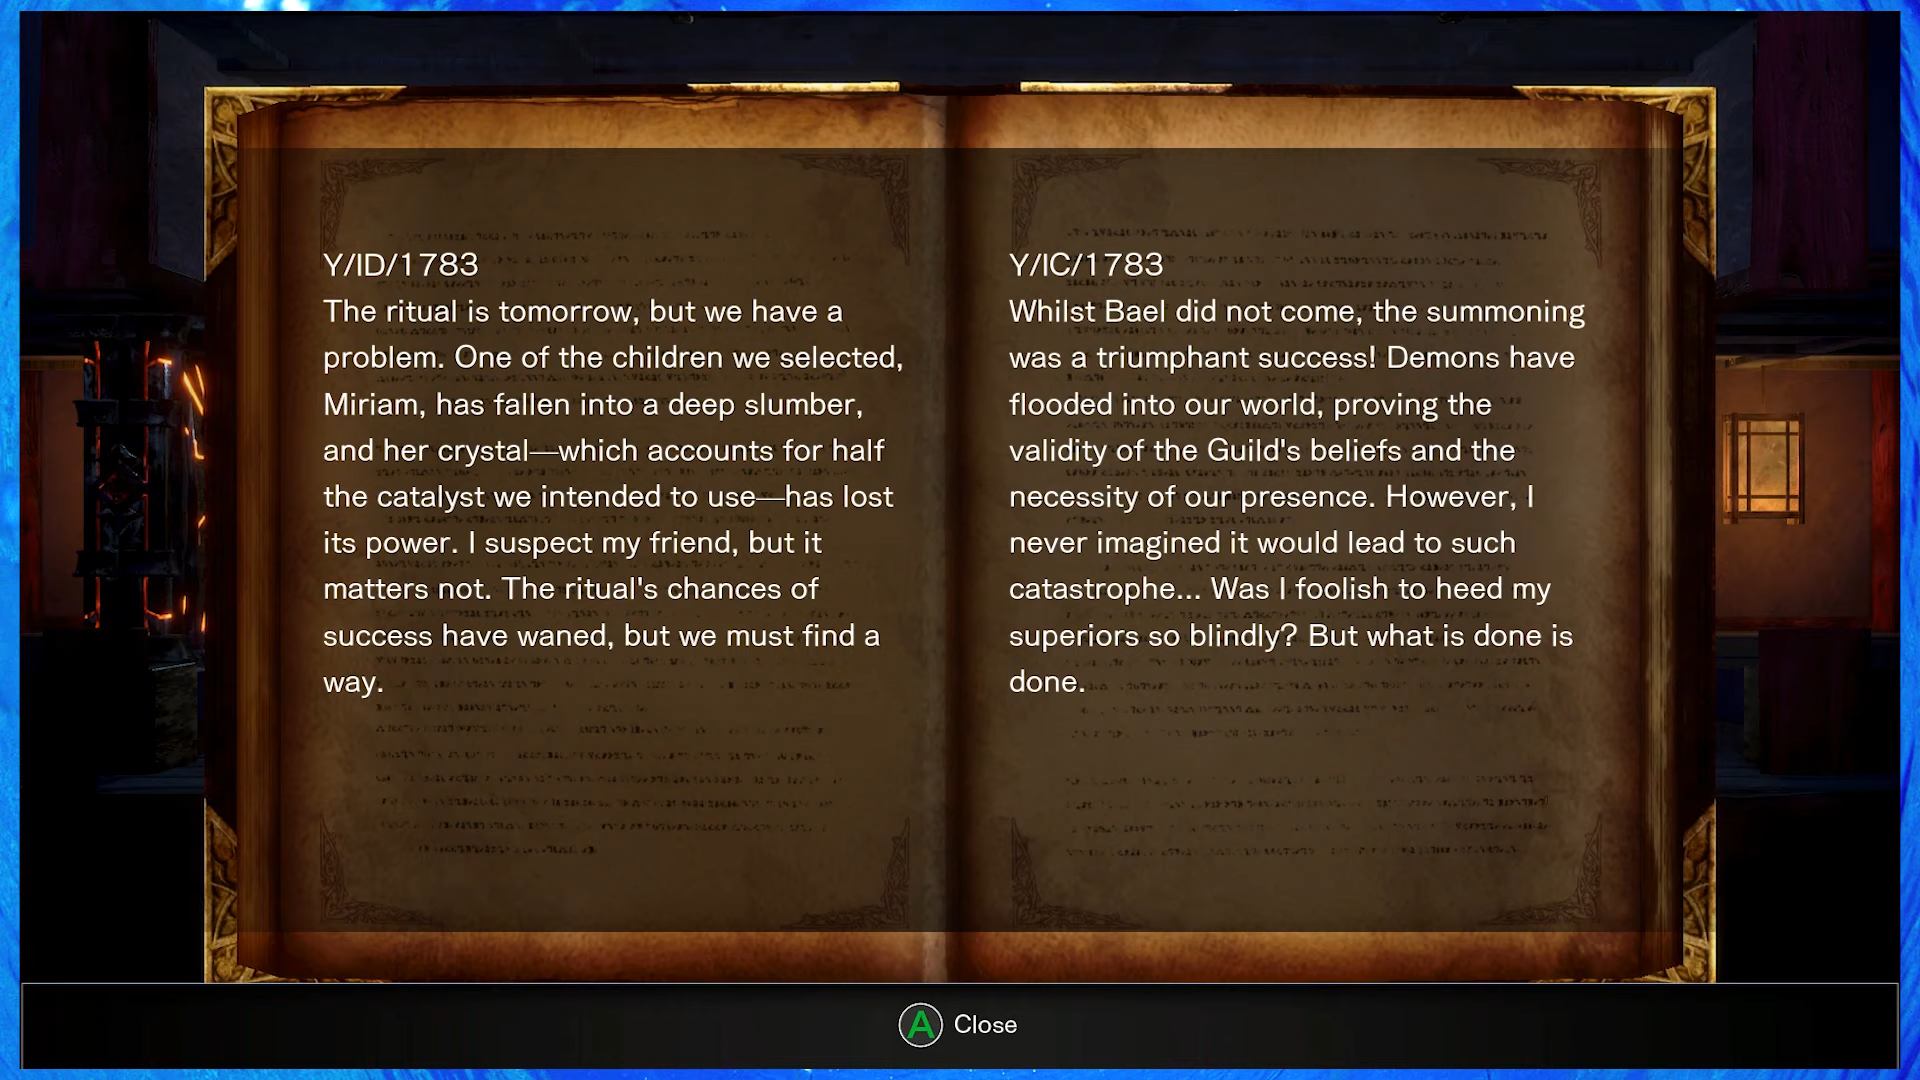 Y/ID/1783
The ritual is tomorrow, but we have a
problem. One of the children we selected,
Miriam, has fallen into a deep slumber,
and her crystal—which accounts for half
the catalyst we intended to use—has lost
its power. I suspect my friend, but it
matters not. The ritual's chances of
success have waned, but we must find a
way.
Y/IC/1783
Whilst Bael did not come, the summoning
was a triumphant success! Demons have
flooded into our world, proving the
validity of the Guild's beliefs and the
necessity of our presence. However, I
never imagined it would lead to such
catastrophe... Was I foolish to heed my
superiors so blindly? But what is done is
done.
A Close